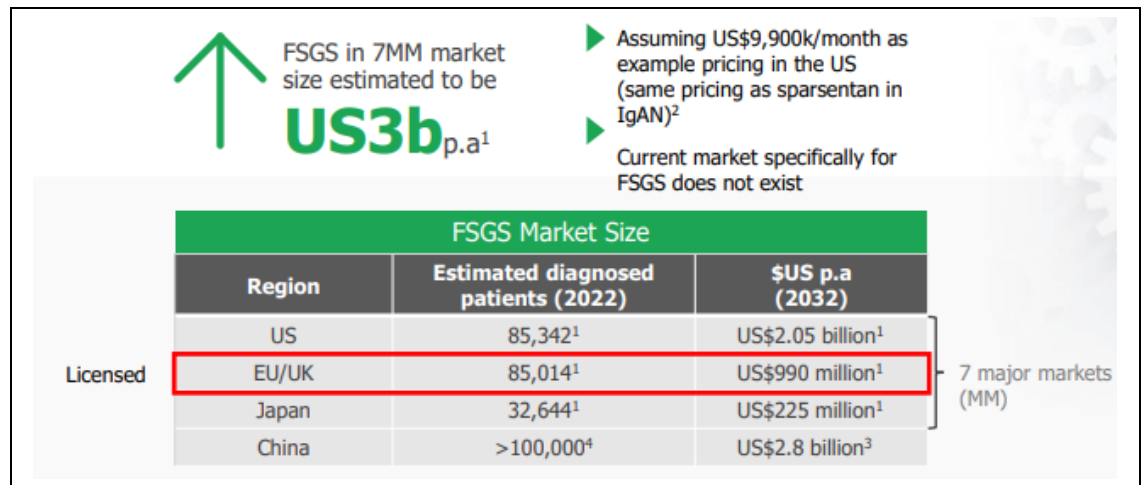 FSGS in 7MM market
size estimated to be
US3b p.a¹
Assuming US$9,900k/month as
example pricing in the US
(same pricing as sparsentan in
IgAN)²
Current market specifically for
FSGS does not exist
FSGS Market Size
Region Estimated diagnosed patients (2022) $US p.a (2032)
US 85,342¹ US$2.05 billion¹
Licensed EU/UK 85,014¹ US$990 million¹
Japan 32,644¹ US$225 million¹
China >100,000⁴ US$2.8 billion³
7 major markets
(MM)